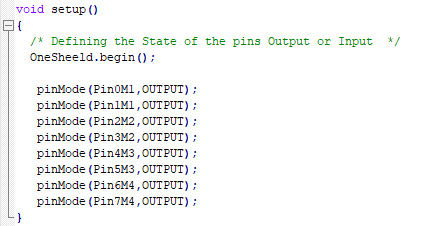 void setup()
{
/* Defining the State of the pins Output or Input  */
OneSheeld.begin();
pinMode(Pin0M1,OUTPUT);
pinMode(Pin1M1,OUTPUT);
pinMode(Pin2M2,OUTPUT);
pinMode(Pin3M2,OUTPUT);
pinMode(Pin4M3,OUTPUT);
pinMode(Pin5M3,OUTPUT);
pinMode(Pin6M4,OUTPUT);
pinMode(Pin7M4,OUTPUT);
}